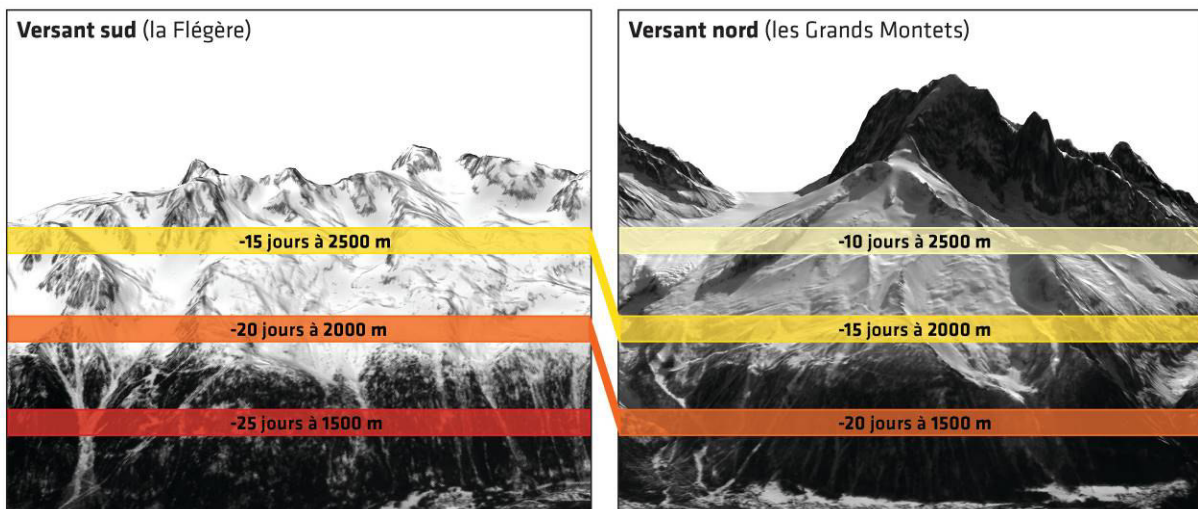 Versant sud (la Flégère)
-15 jours à 2500 m
-20 jours à 2000 m
-25 jours à 1500 m
Versant nord (les Grands Montets)
-10 jours à 2500 m
-15 jours à 2000 m
-20 jours à 1500 m